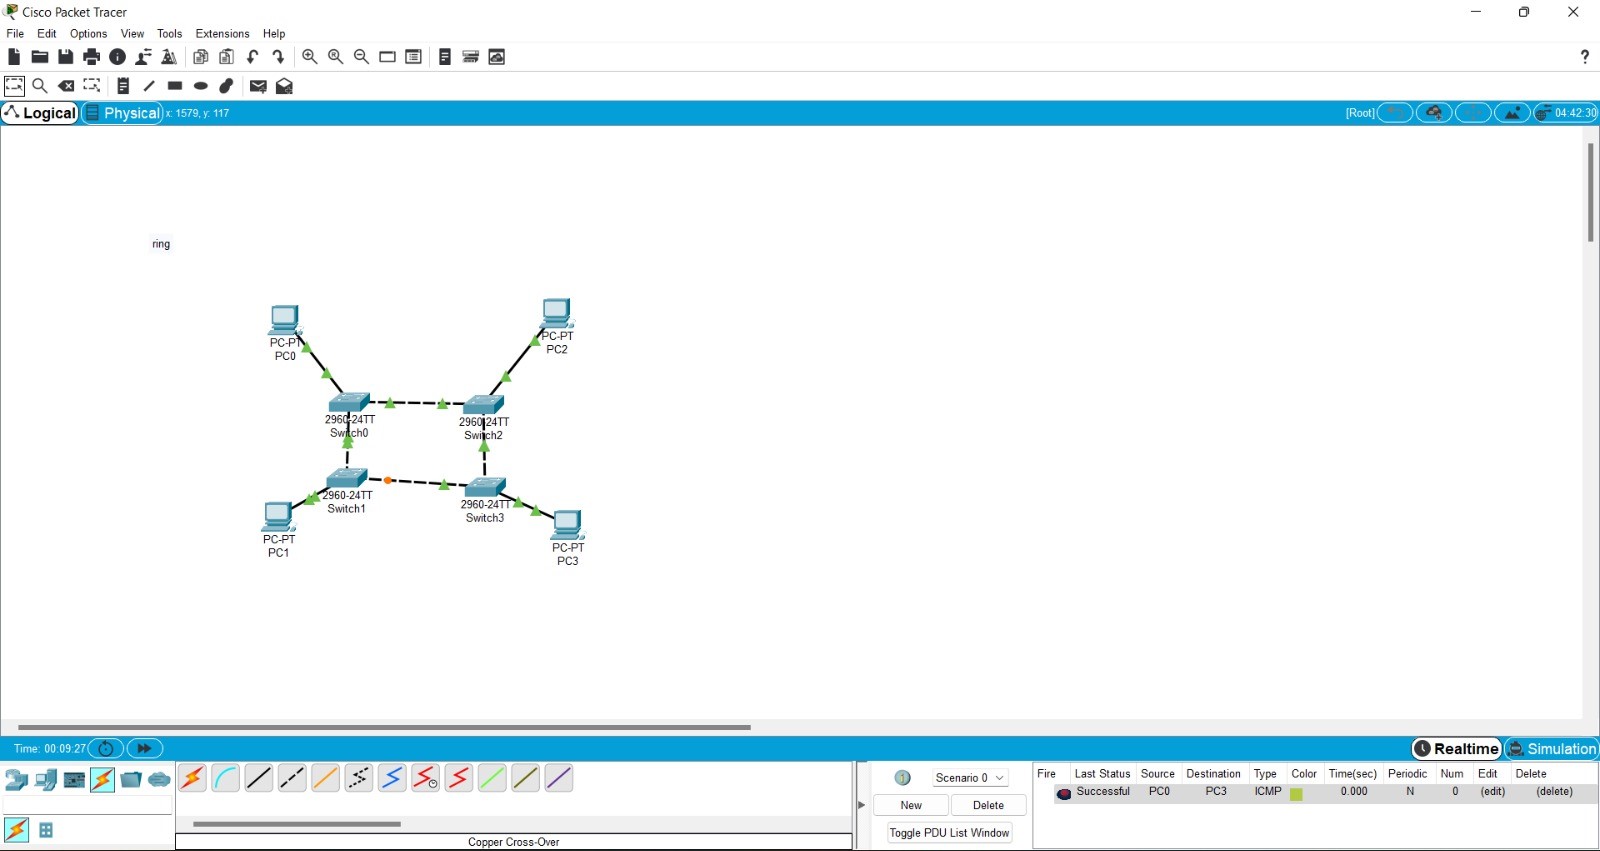 Cisco Packet Tracer
File Edit Options View Tools Extensions Help
?
Logical Physical x: 1579, y: 117 [Root] 04:42:30
ring
PC-PT
PC0
PC-PT
PC2
2960-24TT
Switch0
2960-24TT
Switch2
2960-24TT
Switch1
2960-24TT
Switch3
PC-PT
PC1
PC-PT
PC3
Time: 00:09:27 Realtime Simulation
Scenario 0
New Delete
Toggle PDU List Window
Fire Last Status Source Destination Type Color Time(sec) Periodic Num Edit Delete
Successful PC0 PC3 ICMP 0.000 N 0 (edit) (delete)
Copper Cross-Over